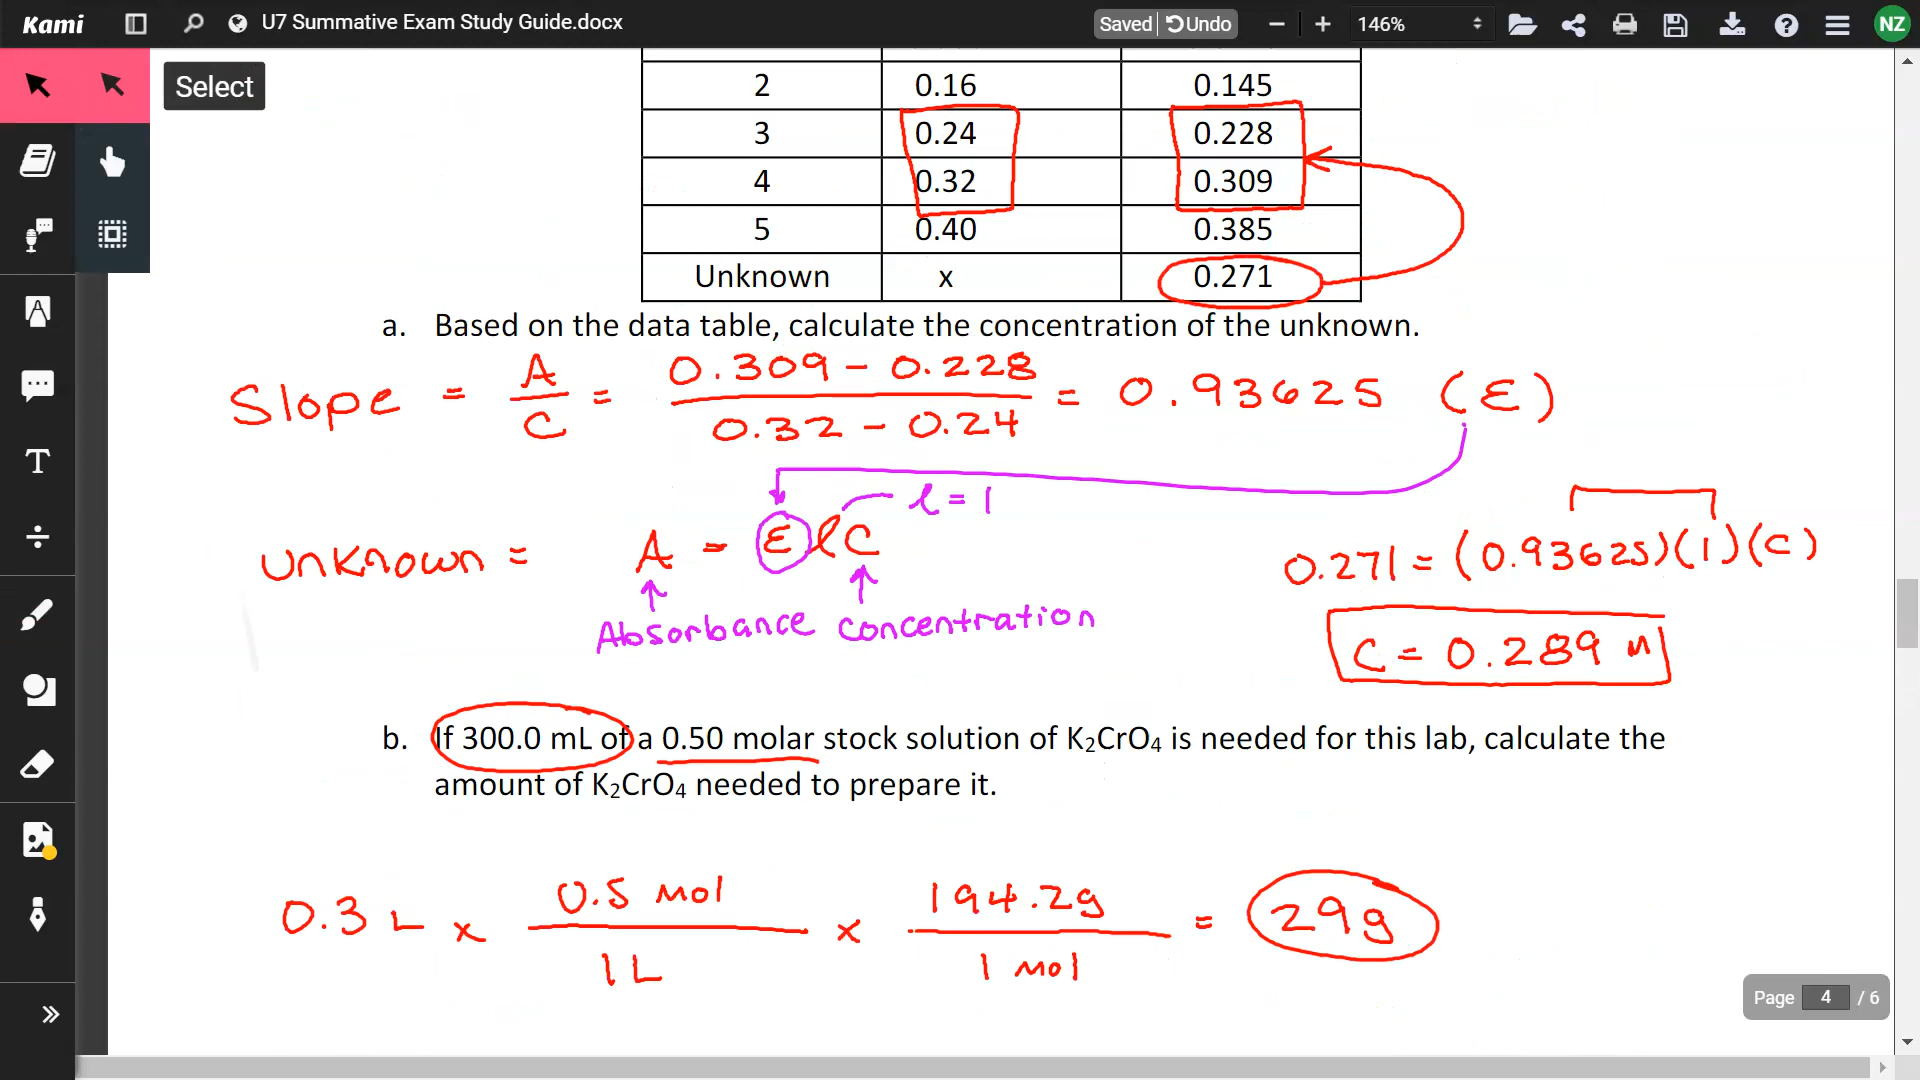 Kami U7 Summative Exam Study Guide.docx Saved Undo 146% NZ
Select
2 0.16 0.145
3 0.24 0.228
4 0.32 0.309
5 0.40 0.385
Unknown x 0.271
a. Based on the data table, calculate the concentration of the unknown.
Slope = A/C = (0.309 - 0.228)/(0.32 - 0.24) = 0.93625 (ε)
ℓ = 1
unknown = A = εℓC
0.271 = (0.93625)(1)(C)
Absorbance concentration
C = 0.289 M
b. If 300.0 mL of a 0.50 molar stock solution of K₂CrO₄ is needed for this lab, calculate the
amount of K₂CrO₄ needed to prepare it.
0.3 L x 0.5 mol/1 L x 194.2g/1 mol = 29g
Page 4 / 6